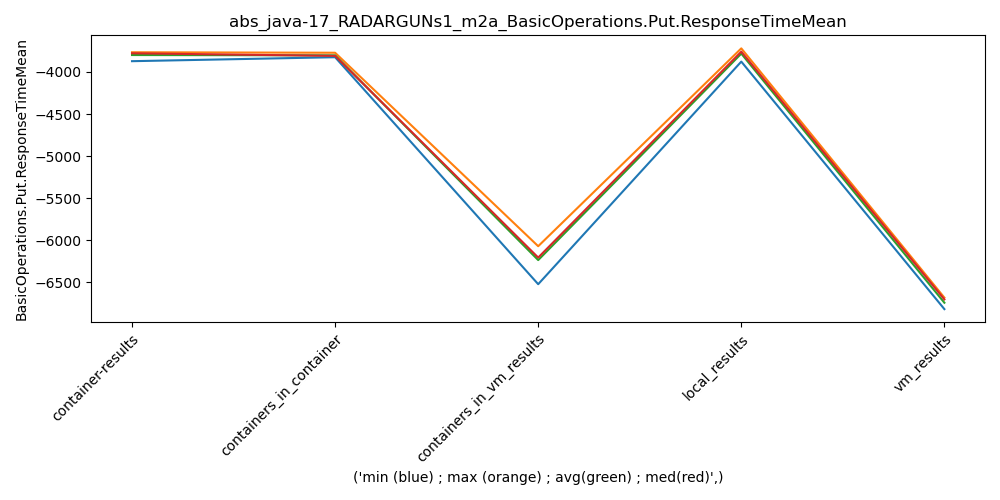 abs_java-17_RADARGUNs1_m2a_BasicOperations.Put.ResponseTimeMean
BasicOperations.Put.ResponseTimeMean
−4000
−4500
−5000
−5500
−6000
−6500
container-results
containers_in_container
containers_in_vm_results
local_results
vm_results
('min (blue) ; max (orange) ; avg(green) ; med(red)',)